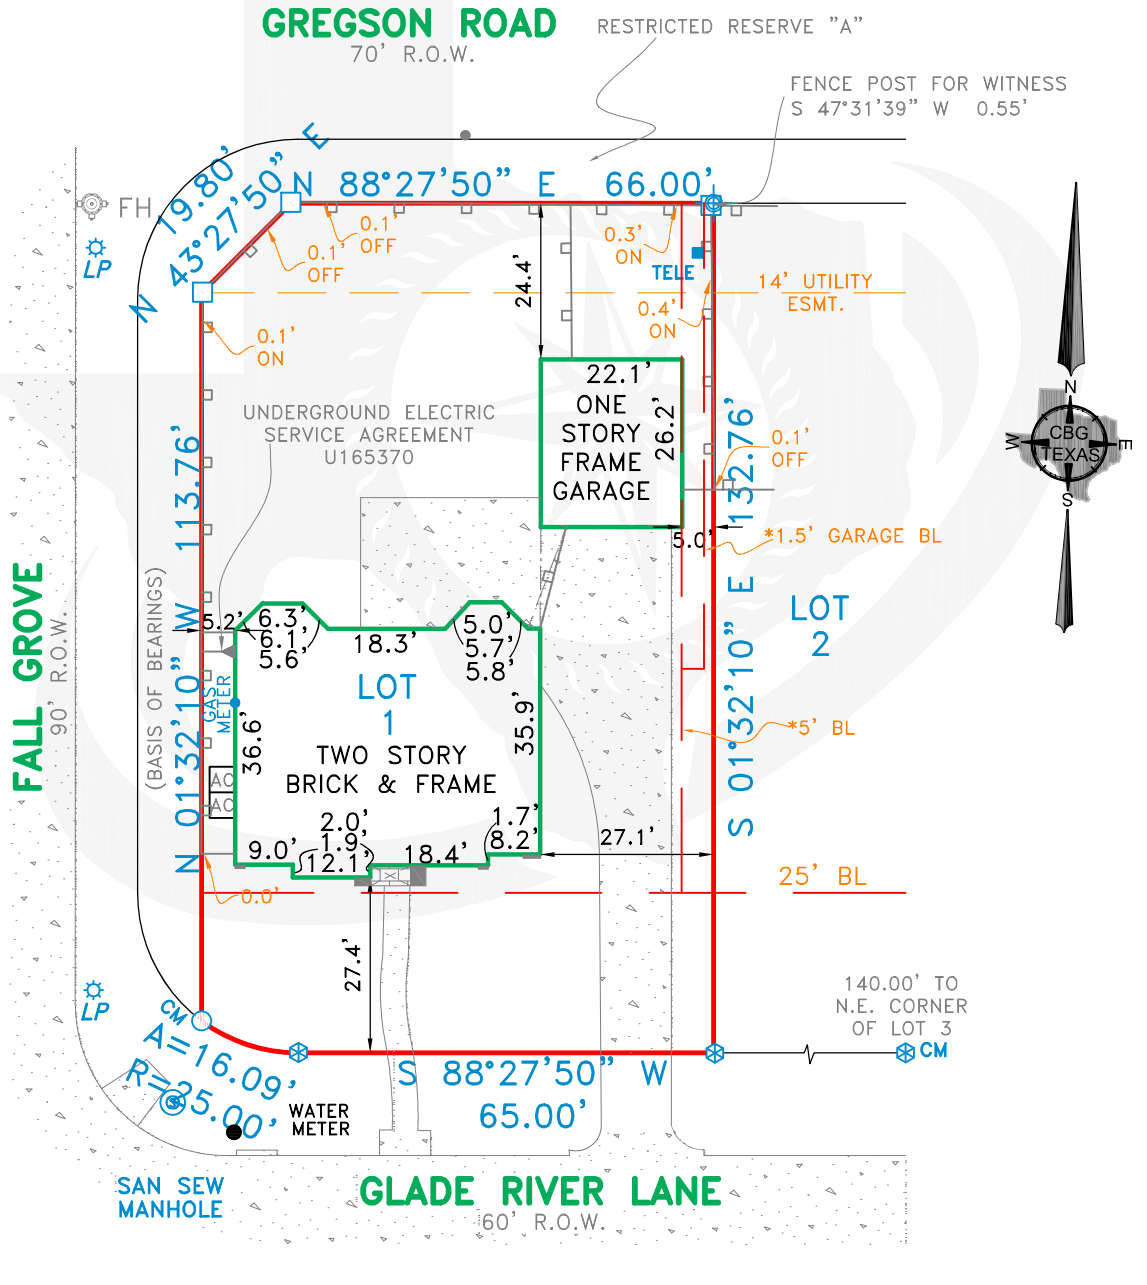 GREGSON ROAD
70' R.O.W.
RESTRICTED RESERVE "A"
FENCE POST FOR WITNESS
S 47°31'39" W 0.55'
N 43°27'50" E
19.80'
N 88°27'50" E 66.00'
FH
LP
0.1'
OFF
0.1'
OFF
0.3'
ON
TELE
24.4'
14' UTILITY
ESMT.
0.4'
ON
0.1'
ON
22.1'
ONE
STORY
FRAME
GARAGE
26.2'
UNDERGROUND ELECTRIC
SERVICE AGREEMENT
U165370
0.1'
OFF
N
W
E
S
CBG
TEXAS
5.0'
*1.5' GARAGE BL
N 01°32'10" W 113.76'
(BASIS OF BEARINGS)
S 01°32'10" E 132.76'
FALL GROVE
90' R.O.W.
LOT
2
5.2'
6.3'
6.1'
5.6'
18.3'
5.0'
5.7'
5.8'
GAS
METER
LOT
1
36.6'
35.9'
TWO STORY
BRICK & FRAME
*5' BL
AC
AC
2.0'
1.9'
12.1'
9.0'
18.4'
1.7'
8.2'
27.1'
0.0'
25' BL
27.4'
LP
CM
A=16.09'
R=25.00'
140.00' TO
N.E. CORNER
OF LOT 3
CM
S 88°27'50" W
65.00'
WATER
METER
SAN SEW
MANHOLE
GLADE RIVER LANE
60' R.O.W.